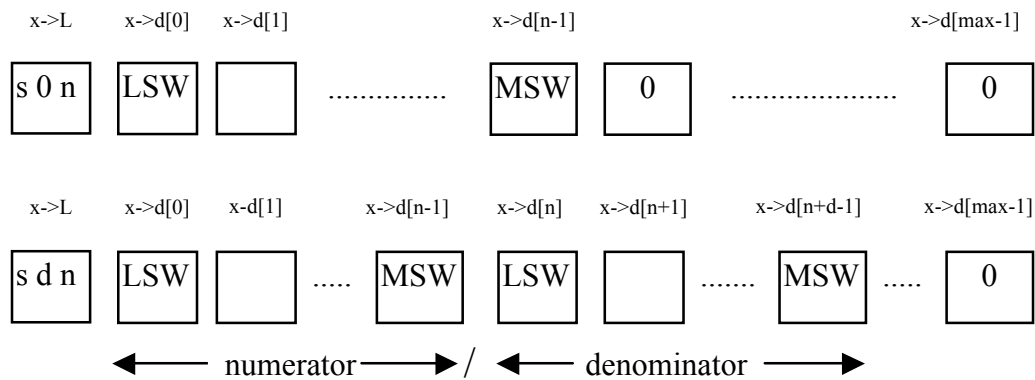 x->L x->d[0] x->d[1] x->d[n-1] x->d[max-1]
s 0 n LSW ............... MSW 0 ...................... 0
x->L x->d[0] x-d[1] x->d[n-1] x->d[n] x->d[n+1] x->d[n+d-1] x->d[max-1]
s d n LSW ..... MSW LSW ....... MSW ..... 0
numerator / denominator